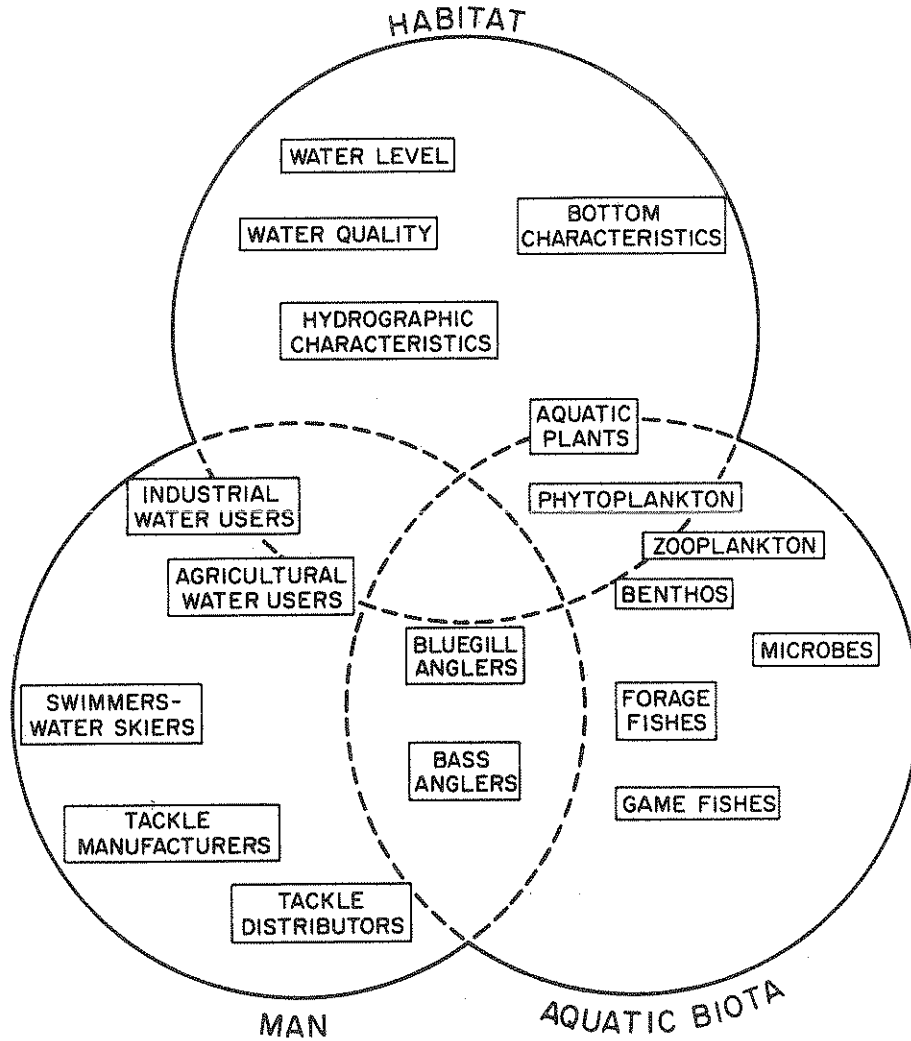 HABITAT
WATER LEVEL
WATER QUALITY
BOTTOM
CHARACTERISTICS
HYDROGRAPHIC
CHARACTERISTICS
AQUATIC
PLANTS
INDUSTRIAL
WATER USERS
PHYTOPLANKTON
ZOOPLANKTON
AGRICULTURAL
WATER USERS
BENTHOS
BLUEGILL
ANGLERS
MICROBES
SWIMMERS-
WATER SKIERS
FORAGE
FISHES
BASS
ANGLERS
GAME FISHES
TACKLE
MANUFACTURERS
TACKLE
DISTRIBUTORS
MAN
AQUATIC BIOTA